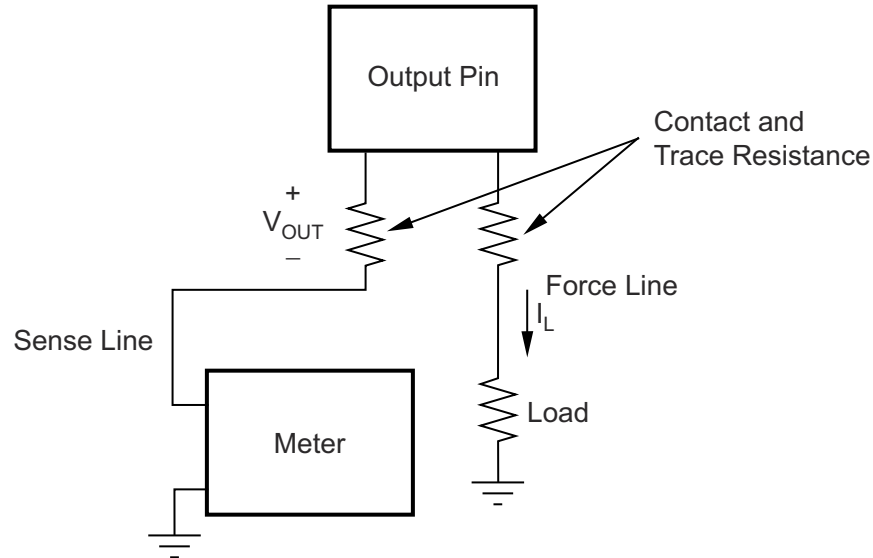 Output Pin
Contact and
Trace Resistance
+
V_OUT
–
Force Line
I_L
Sense Line
Load
Meter